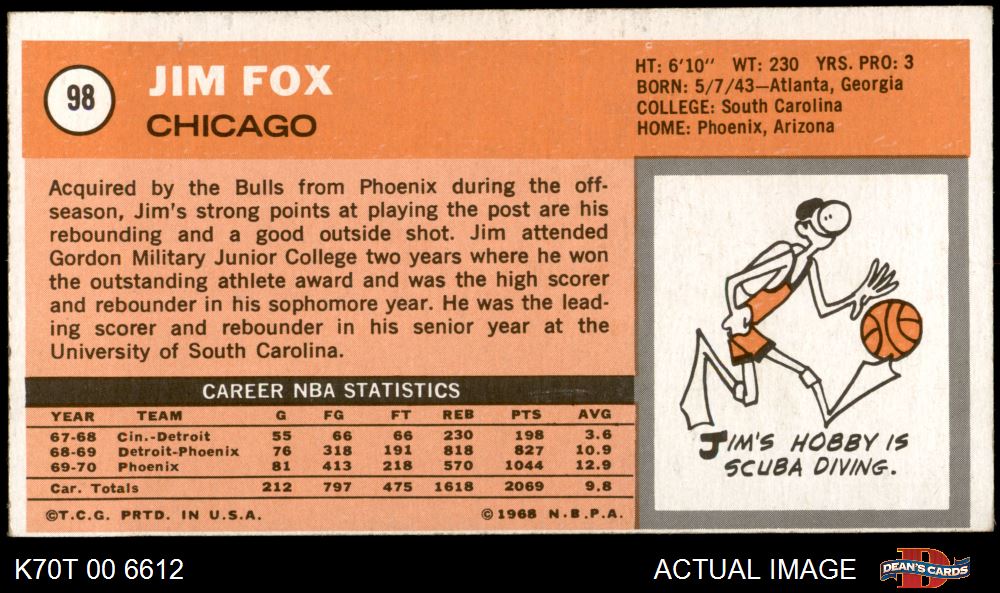 98
JIM FOX
CHICAGO
HT: 6'10" WT: 230 YRS. PRO: 3
BORN: 5/7/43—Atlanta, Georgia
COLLEGE: South Carolina
HOME: Phoenix, Arizona
Acquired by the Bulls from Phoenix during the off-
season, Jim's strong points at playing the post are his
rebounding and a good outside shot. Jim attended
Gordon Military Junior College two years where he won
the outstanding athlete award and was the high scorer
and rebounder in his sophomore year. He was the lead-
ing scorer and rebounder in his senior year at the
University of South Carolina.
CAREER NBA STATISTICS
YEAR TEAM G FG FT REB PTS AVG
67-68 Cin.-Detroit 55 66 66 230 198 3.6
68-69 Detroit-Phoenix 76 318 191 818 827 10.9
69-70 Phoenix 81 413 218 570 1044 12.9
Car. Totals 212 797 475 1618 2069 9.8
©T.C.G. PRTD. IN U.S.A. ©1968 N.B.P.A.
JIM'S HOBBY IS
SCUBA DIVING.
K70T 00 6612
ACTUAL IMAGE
D
DEAN'S CARDS